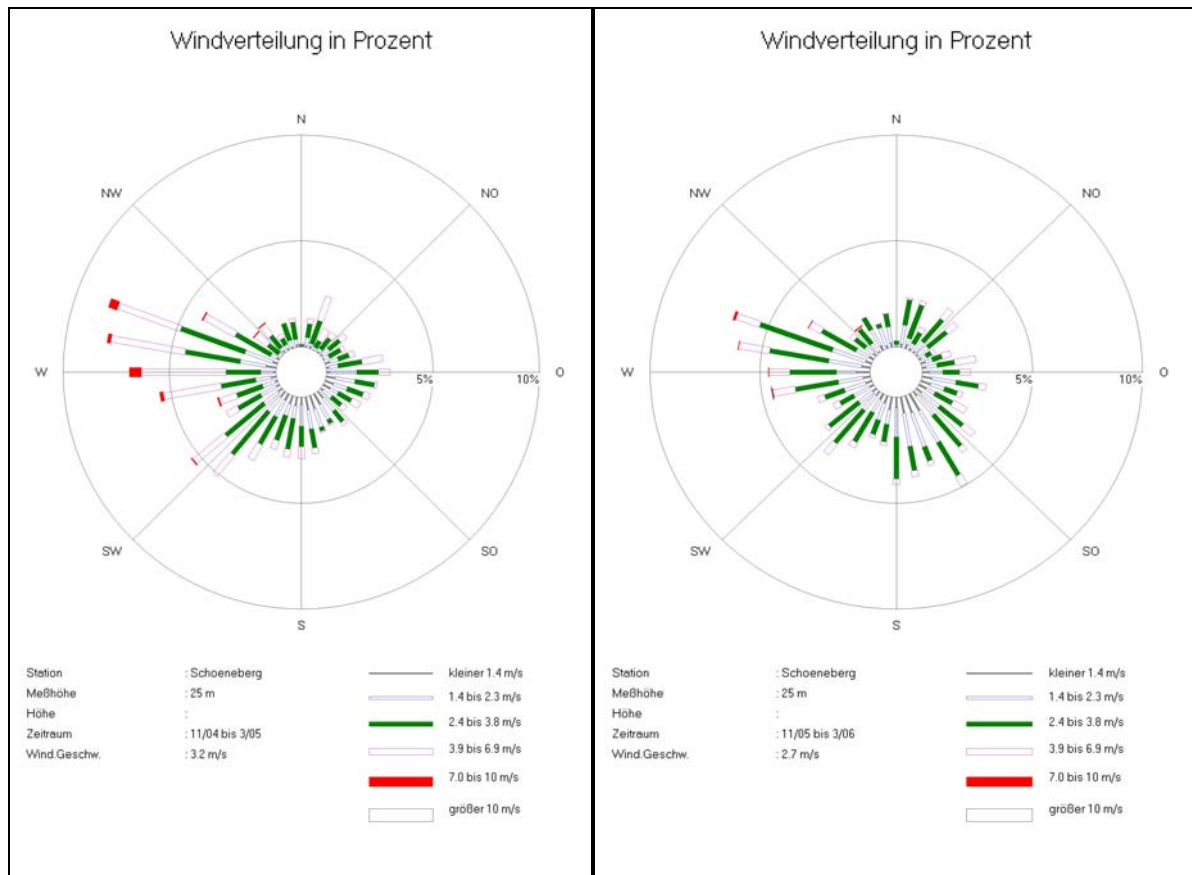 Windverteilung in Prozent
N
NW
NO
W
5%
10%
O
SW
SO
S
Station : Schoeneberg
Meßhöhe : 25 m
Höhe :
Zeitraum : 11/04 bis 3/05
Wind.Geschw. : 3.2 m/s
kleiner 1.4 m/s
1.4 bis 2.3 m/s
2.4 bis 3.8 m/s
3.9 bis 6.9 m/s
7.0 bis 10 m/s
größer 10 m/s
Windverteilung in Prozent
N
NW
NO
W
5%
10%
O
SW
SO
S
Station : Schoeneberg
Meßhöhe : 25 m
Höhe :
Zeitraum : 11/05 bis 3/06
Wind.Geschw. : 2.7 m/s
kleiner 1.4 m/s
1.4 bis 2.3 m/s
2.4 bis 3.8 m/s
3.9 bis 6.9 m/s
7.0 bis 10 m/s
größer 10 m/s